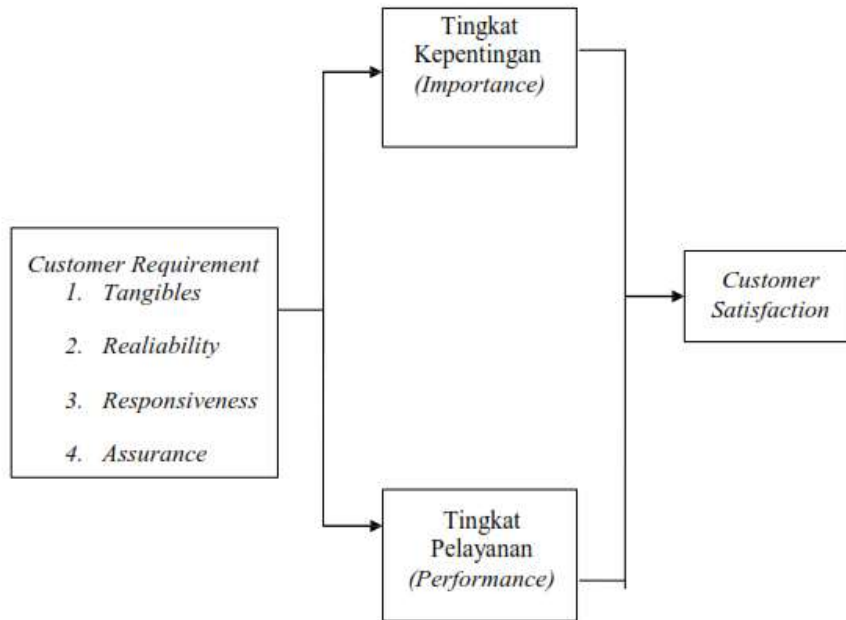 Tingkat
Kepentingan
(Importance)
Customer Requirement
1. Tangibles
2. Realiability
3. Responsiveness
4. Assurance
Customer
Satisfaction
Tingkat
Pelayanan
(Performance)